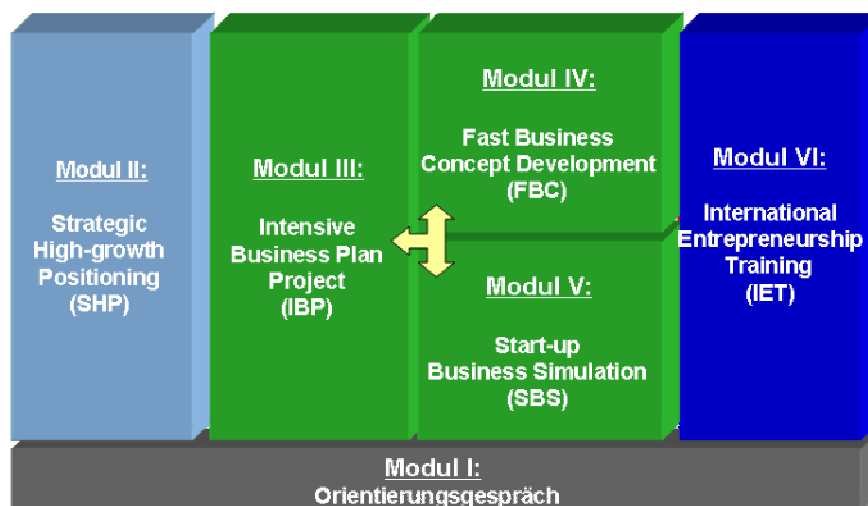 Modul II:
Strategic
High-growth
Positioning
(SHP)
Modul III:
Intensive
Business Plan
Project
(IBP)
Modul IV:
Fast Business
Concept Development
(FBC)
Modul V:
Start-up
Business Simulation
(SBS)
Modul VI:
International
Entrepreneurship
Training
(IET)
Modul I:
Orientierungsgespräch